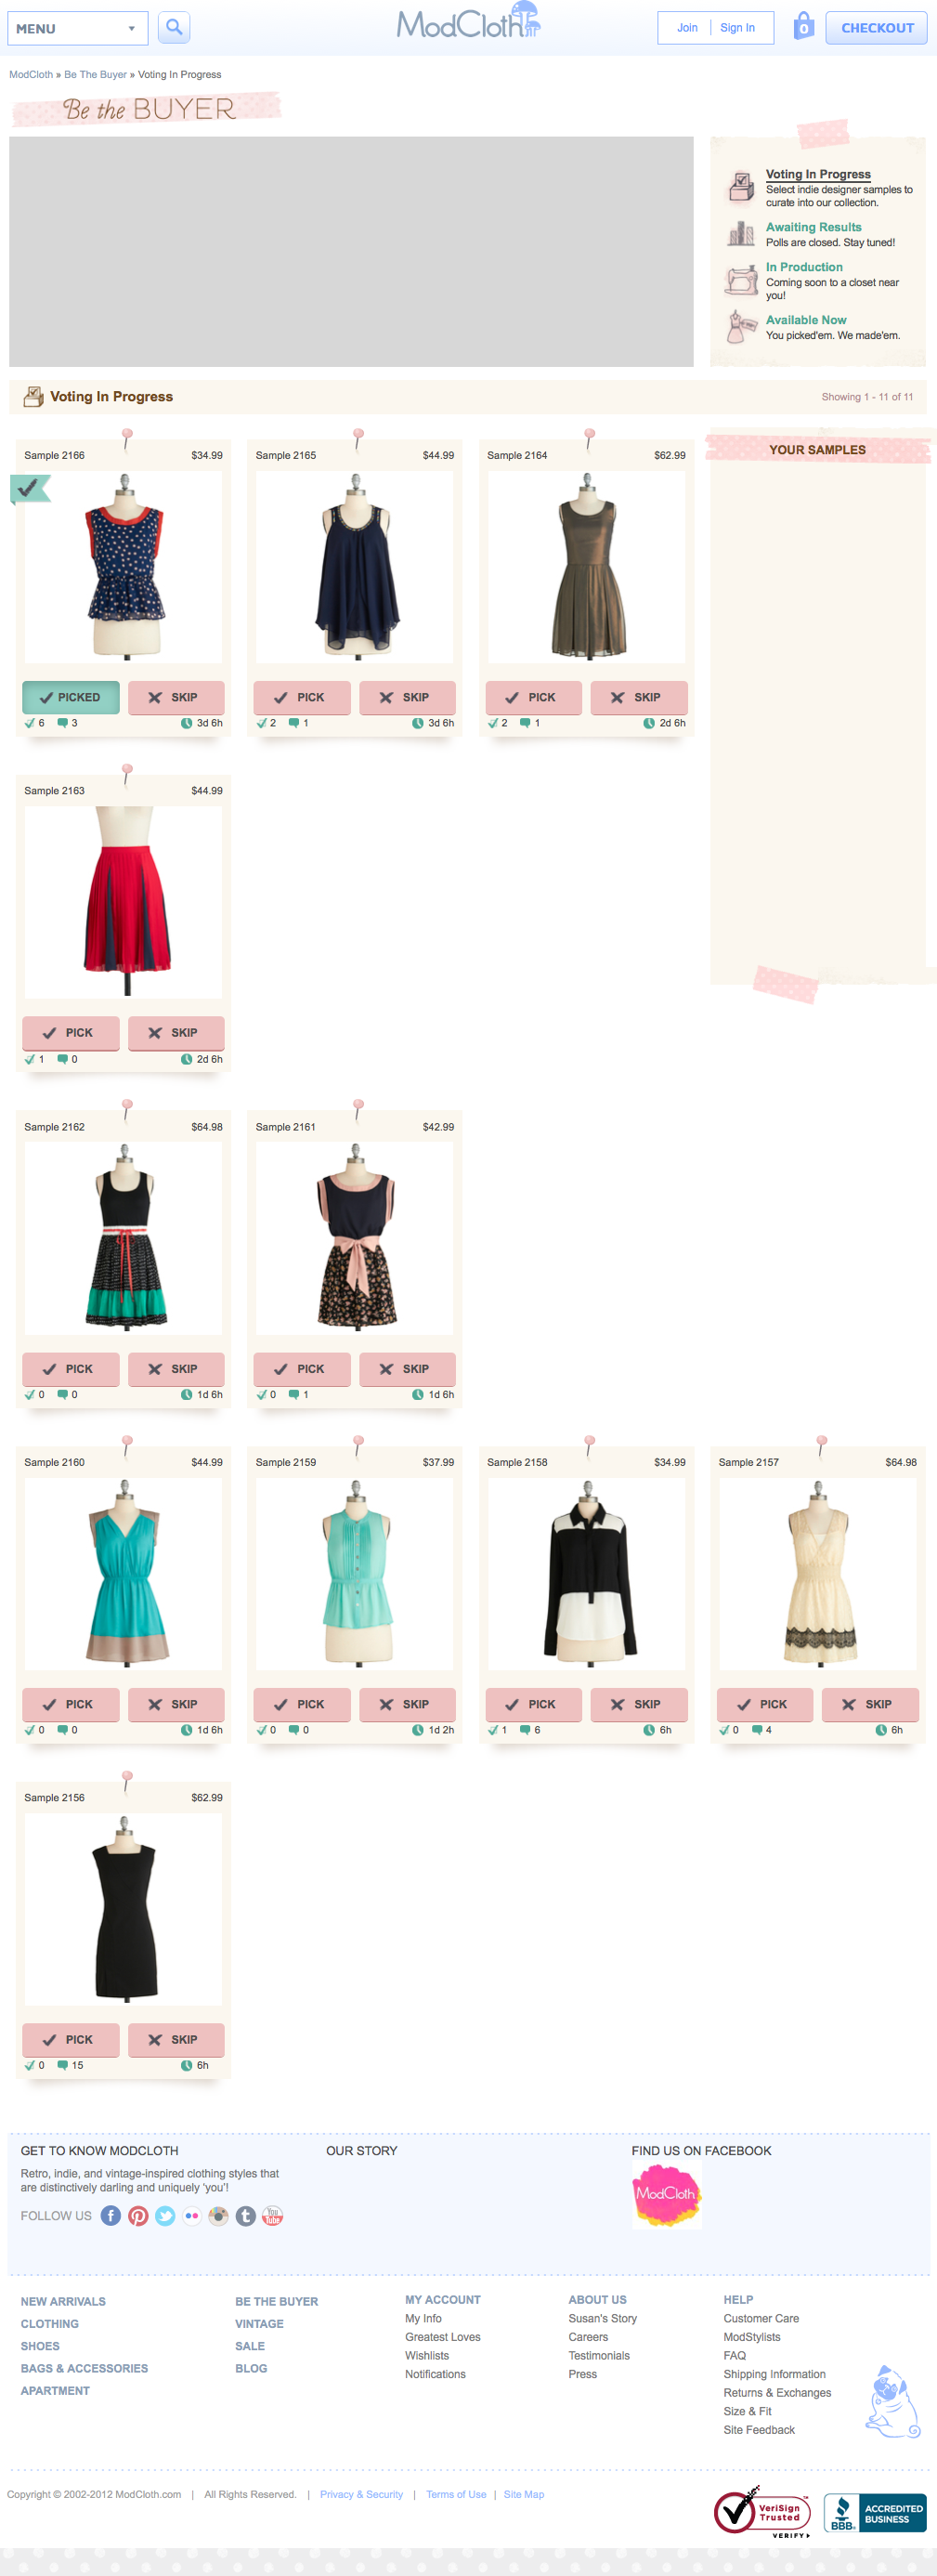 MENU
ModCloth
Join
Sign In
0
CHECKOUT
ModCloth » Be The Buyer » Voting In Progress
Be the BUYER
Voting In Progress
Select indie designer samples to
curate into our collection.
Awaiting Results
Polls are closed. Stay tuned!
In Production
Coming soon to a closet near
you!
Available Now
You picked'em. We made'em.
Voting In Progress
Showing 1 - 11 of 11
YOUR SAMPLES
Sample 2166 $34.99
PICKED SKIP
6 3 3d 6h
Sample 2165 $44.99
PICK SKIP
2 1 3d 6h
Sample 2164 $62.99
PICK SKIP
2 1 2d 6h
Sample 2163 $44.99
PICK SKIP
1 0 2d 6h
Sample 2162 $64.98
PICK SKIP
0 0 1d 6h
Sample 2161 $42.99
PICK SKIP
0 1 1d 6h
Sample 2160 $44.99
PICK SKIP
0 0 1d 6h
Sample 2159 $37.99
PICK SKIP
0 0 1d 2h
Sample 2158 $34.99
PICK SKIP
1 6 6h
Sample 2157 $64.98
PICK SKIP
0 4 6h
Sample 2156 $62.99
PICK SKIP
0 15 6h
GET TO KNOW MODCLOTH
Retro, indie, and vintage-inspired clothing styles that
are distinctively darling and uniquely ‘you’!
FOLLOW US
f
t
You
Tube
OUR STORY
FIND US ON FACEBOOK
ModCloth
NEW ARRIVALS
CLOTHING
SHOES
BAGS & ACCESSORIES
APARTMENT
BE THE BUYER
VINTAGE
SALE
BLOG
MY ACCOUNT
My Info
Greatest Loves
Wishlists
Notifications
ABOUT US
Susan's Story
Careers
Testimonials
Press
HELP
Customer Care
ModStylists
FAQ
Shipping Information
Returns & Exchanges
Size & Fit
Site Feedback
Copyright © 2002-2012 ModCloth.com | All Rights Reserved. | Privacy & Security | Terms of Use | Site Map
VeriSign
Trusted
VERIFY
BBB
ACCREDITED
BUSINESS